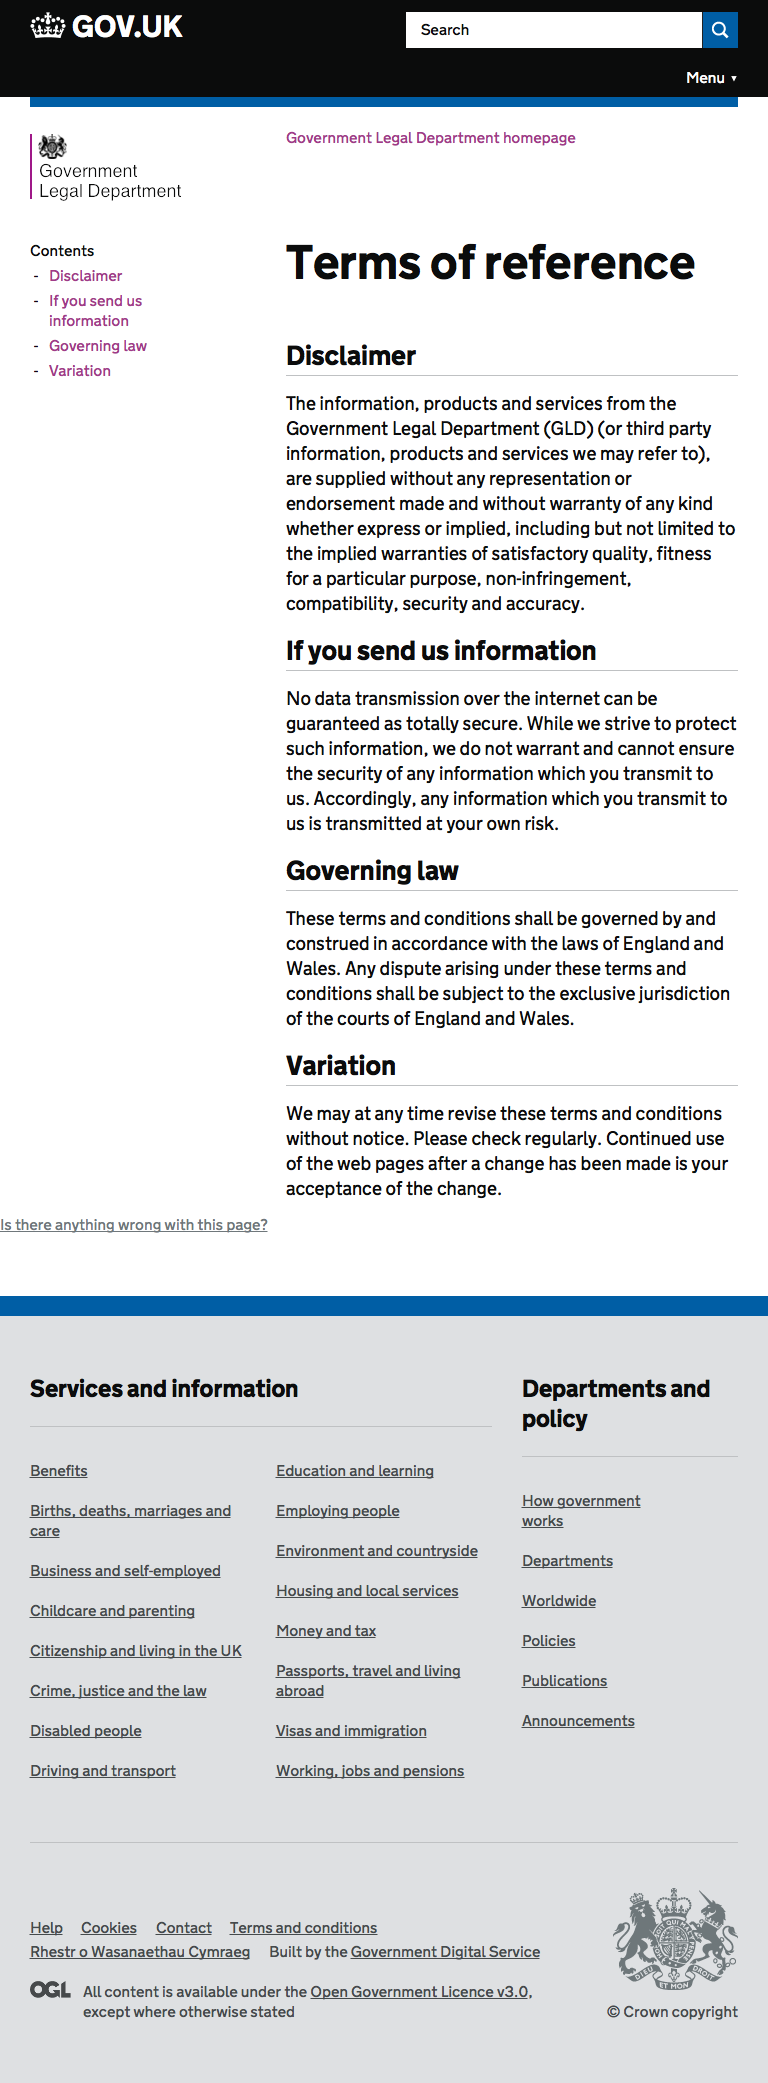 GOV.UK
Search
Menu ▼
Government
Legal Department
Government Legal Department homepage
Contents
- Disclaimer
- If you send us
information
- Governing law
- Variation
Terms of reference
Disclaimer
The information, products and services from the
Government Legal Department (GLD) (or third party
information, products and services we may refer to),
are supplied without any representation or
endorsement made and without warranty of any kind
whether express or implied, including but not limited to
the implied warranties of satisfactory quality, fitness
for a particular purpose, non-infringement,
compatibility, security and accuracy.
If you send us information
No data transmission over the internet can be
guaranteed as totally secure. While we strive to protect
such information, we do not warrant and cannot ensure
the security of any information which you transmit to
us. Accordingly, any information which you transmit to
us is transmitted at your own risk.
Governing law
These terms and conditions shall be governed by and
construed in accordance with the laws of England and
Wales. Any dispute arising under these terms and
conditions shall be subject to the exclusive jurisdiction
of the courts of England and Wales.
Variation
We may at any time revise these terms and conditions
without notice. Please check regularly. Continued use
of the web pages after a change has been made is your
acceptance of the change.
Is there anything wrong with this page?
Services and information
Benefits
Births, deaths, marriages and
care
Business and self-employed
Childcare and parenting
Citizenship and living in the UK
Crime, justice and the law
Disabled people
Driving and transport
Education and learning
Employing people
Environment and countryside
Housing and local services
Money and tax
Passports, travel and living
abroad
Visas and immigration
Working, jobs and pensions
Departments and
policy
How government
works
Departments
Worldwide
Policies
Publications
Announcements
Help Cookies Contact Terms and conditions
Rhestr o Wasanaethau Cymraeg Built by the Government Digital Service
OGL All content is available under the Open Government Licence v3.0,
except where otherwise stated
DIEU ET MON DROIT
© Crown copyright